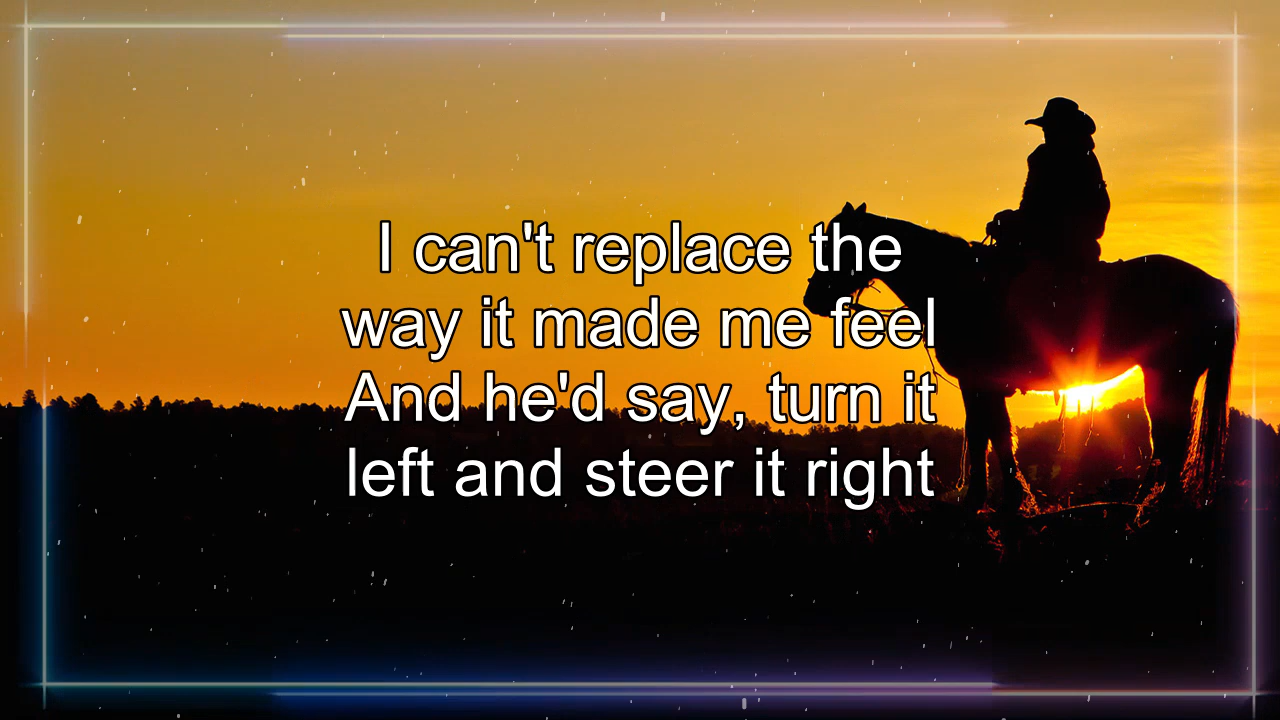 I can't replace the
way it made me feel
And he'd say, turn it
left and steer it right